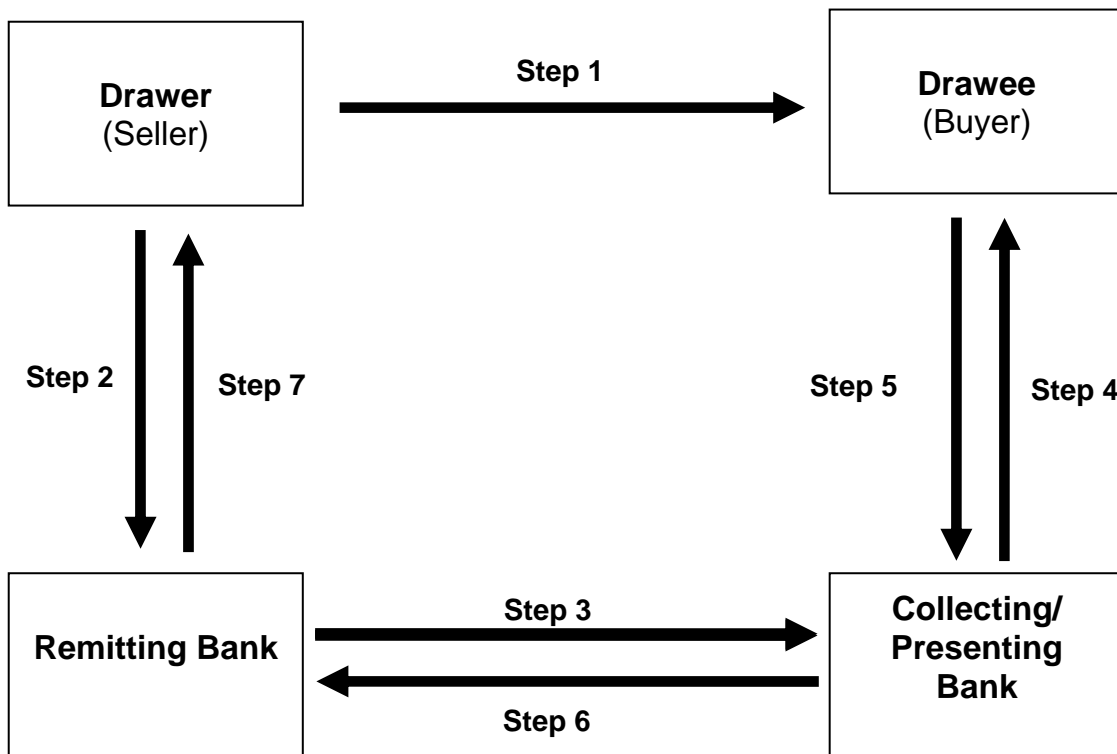 Drawer
(Seller)
Step 1
Drawee
(Buyer)
Step 2
Step 7
Step 5
Step 4
Remitting Bank
Step 3
Step 6
Collecting/
Presenting
Bank